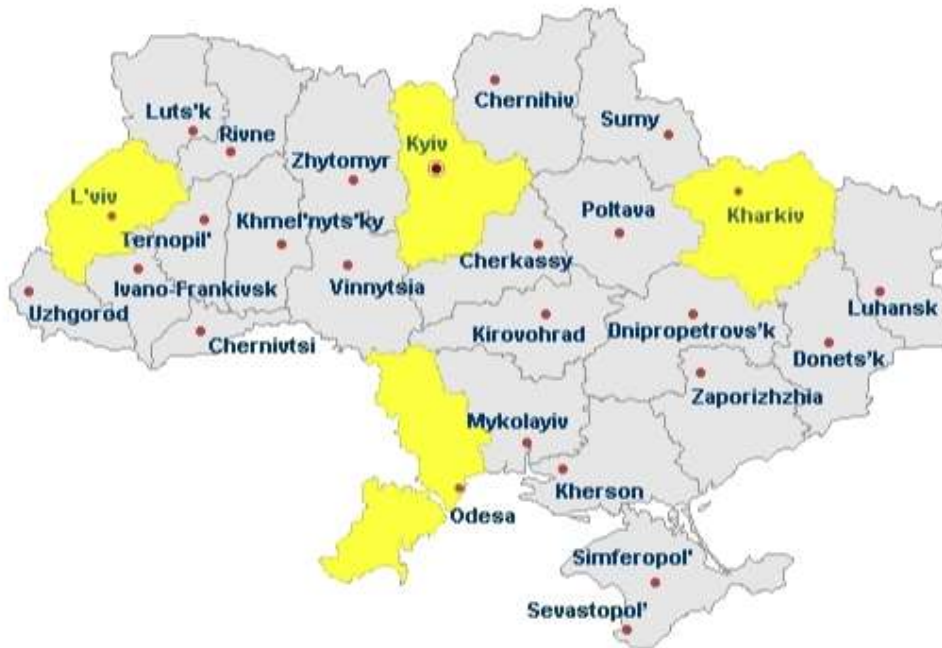 Chernihiv
Luts'k
Sumy
Rivne
Kyiv
Zhytomyr
L'viv
Poltava
Kharkiv
Khmel'nyts'ky
Ternopil'
Cherkassy
Ivano-Frankivsk
Vinnytsia
Uzhgorod
Luhansk
Kirovohrad
Dnipropetrovs'k
Chernivtsi
Donets'k
Zaporizhzhia
Mykolayiv
Kherson
Odesa
Simferopol'
Sevastopol'